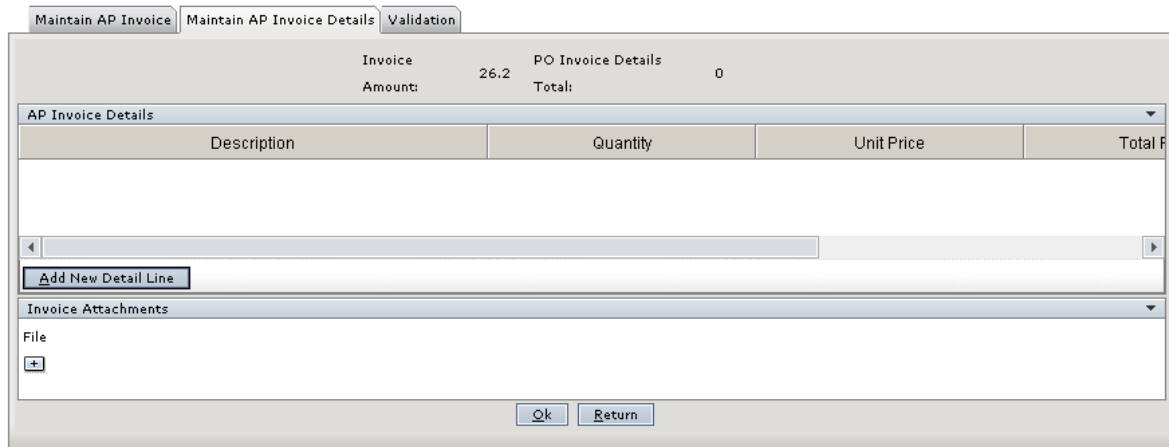 Maintain AP Invoice Maintain AP Invoice Details Validation
Invoice Amount: 26.2 PO Invoice Details Total: 0
AP Invoice Details
Description Quantity Unit Price Total
Add New Detail Line
Invoice Attachments
File
+
Ok Return